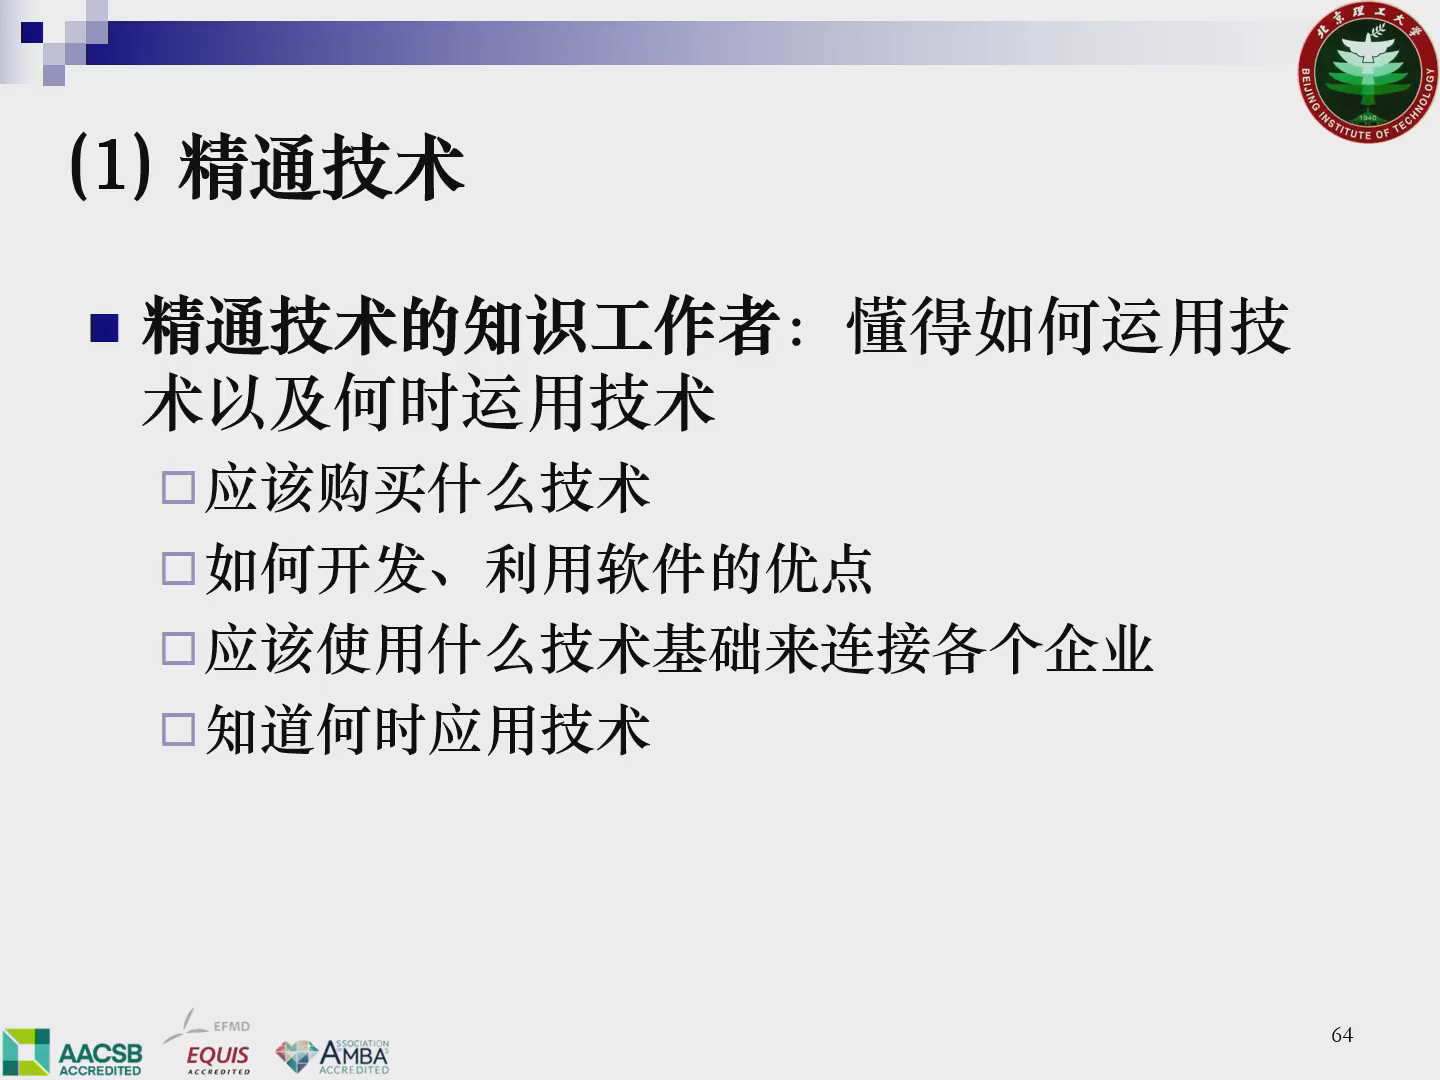 北京理工大学
BEIJING INSTITUTE OF TECHNOLOGY
1940
(1) 精通技术
精通技术的知识工作者：懂得如何运用技
术以及何时运用技术
应该购买什么技术
如何开发、利用软件的优点
应该使用什么技术基础来连接各个企业
知道何时应用技术
AACSB
ACCREDITED
EFMD
EQUIS
ACCREDITED
ASSOCIATION
AMBA
ACCREDITED
64